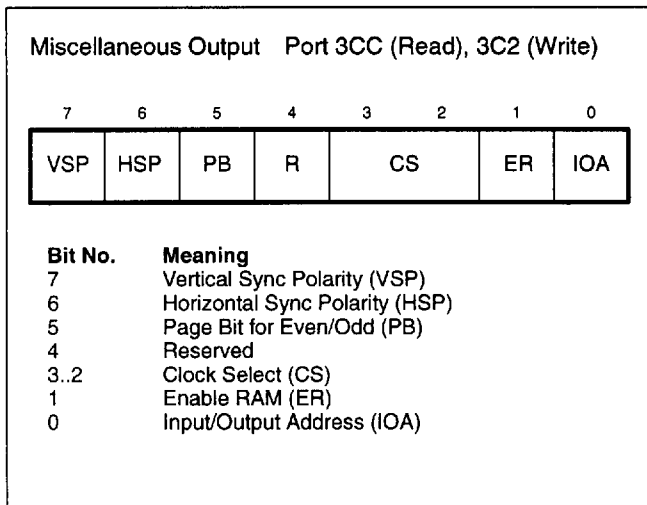 Miscellaneous Output Port 3CC (Read), 3C2 (Write)
7 6 5 4 3 2 1 0
VSP HSP PB R CS ER IOA
Bit No. Meaning
7 Vertical Sync Polarity (VSP)
6 Horizontal Sync Polarity (HSP)
5 Page Bit for Even/Odd (PB)
4 Reserved
3..2 Clock Select (CS)
1 Enable RAM (ER)
0 Input/Output Address (IOA)